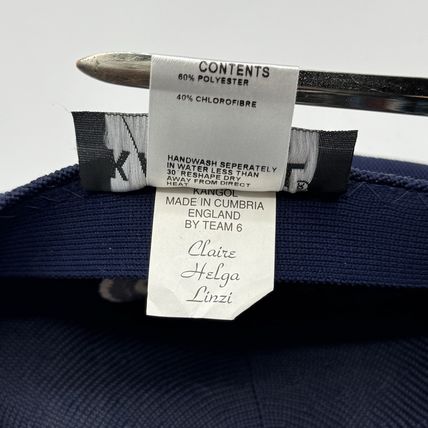 CONTENTS
60% POLYESTER
40% CHLOROFIBRE
HANDWASH SEPERATELY
IN WATER LESS THAN
30° RESHAPE DRY
HEAT AWAY FROM DIRECT
KANGOL
MADE IN CUMBRIA
ENGLAND
BY TEAM 6
Claire
Helga
Linzi